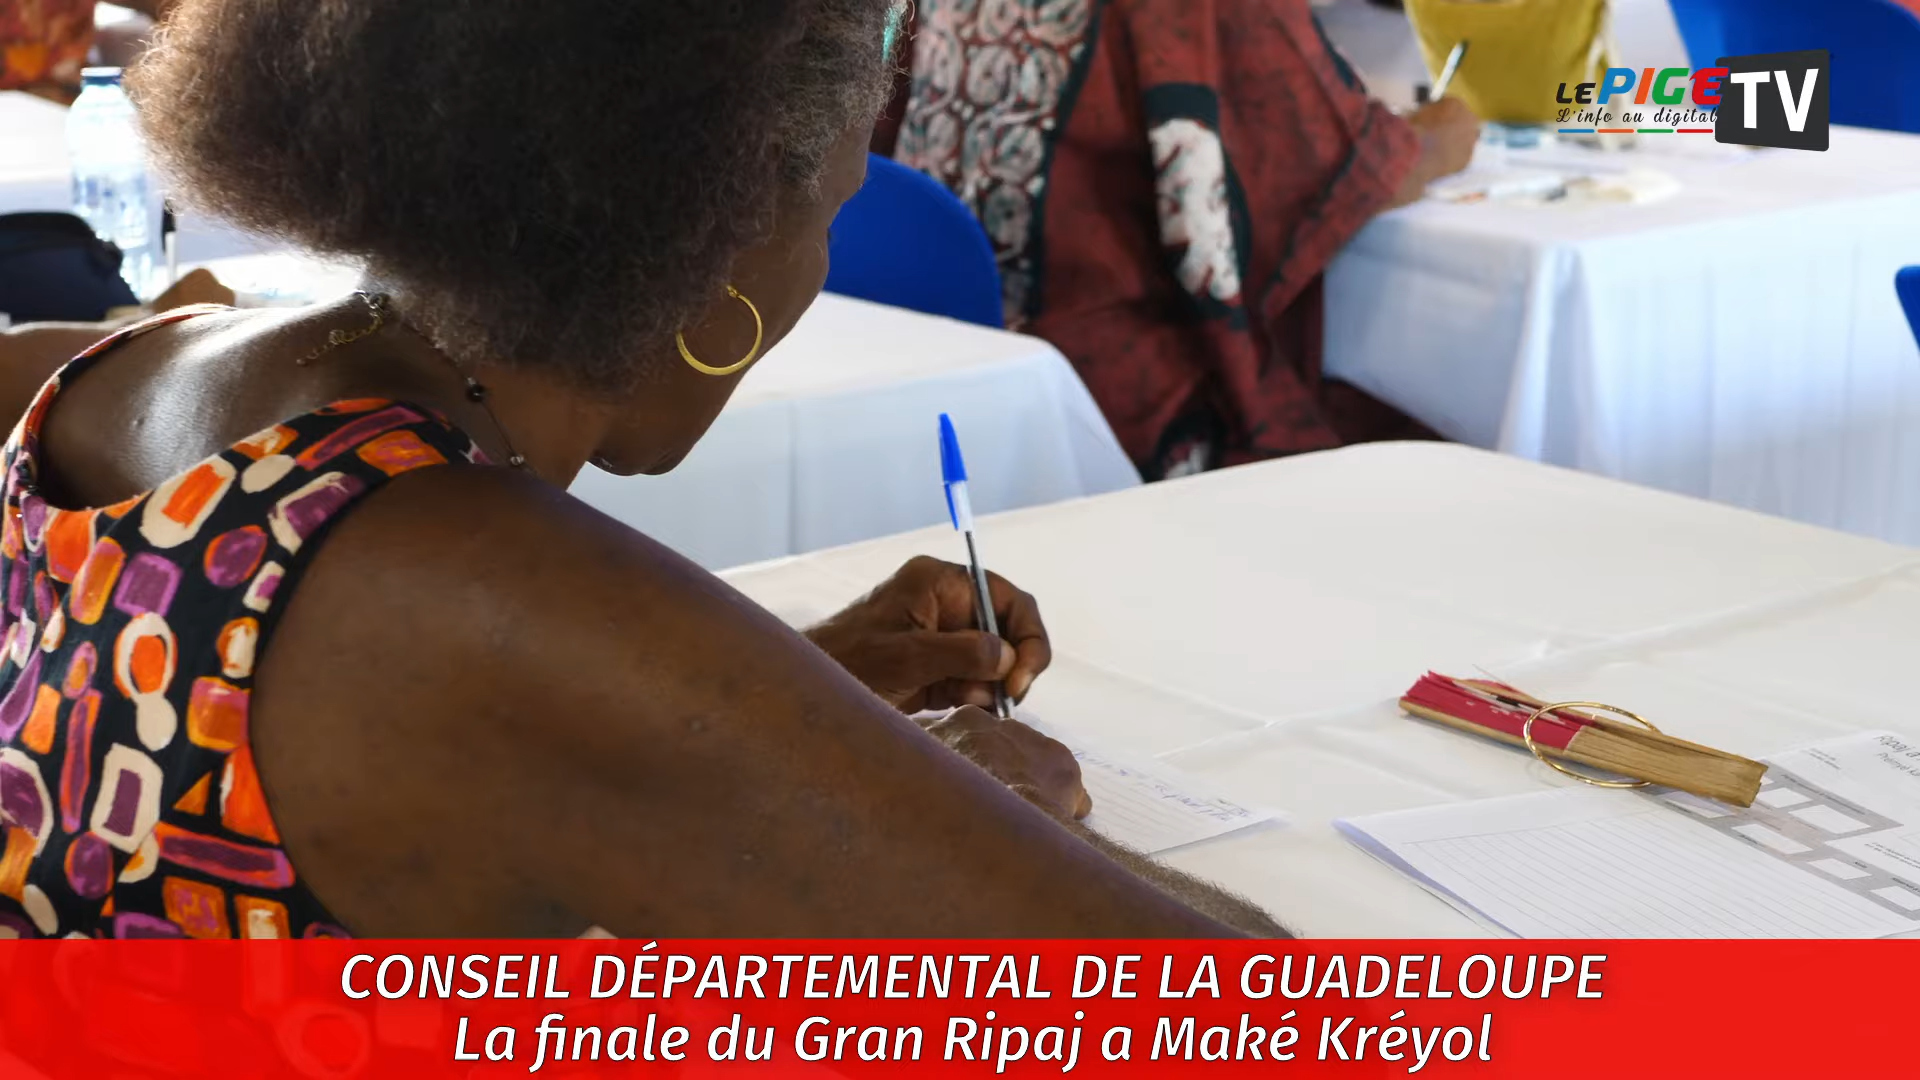 LE PIGE TV
L'info au digital
CONSEIL DÉPARTEMENTAL DE LA GUADELOUPE
La finale du Gran Ripaj a Maké Kréyol